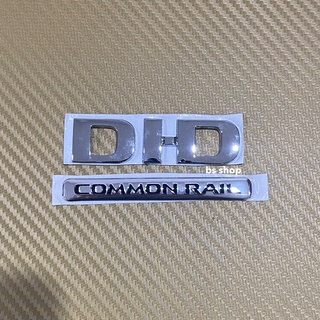 DI-D
bs shop
COMMON RAIL